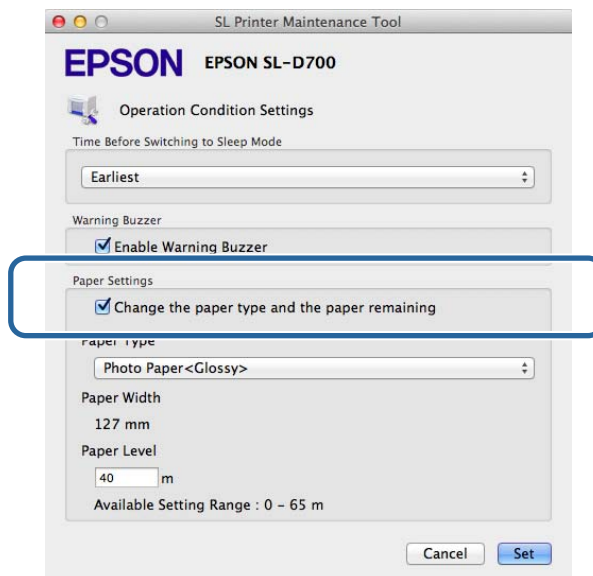 SL Printer Maintenance Tool
EPSON EPSON SL-D700
Operation Condition Settings
Time Before Switching to Sleep Mode
Earliest
Warning Buzzer
Enable Warning Buzzer
Paper Settings
Change the paper type and the paper remaining
Paper Type
Photo Paper<Glossy>
Paper Width
127 mm
Paper Level
40 m
Available Setting Range : 0 – 65 m
Cancel Set